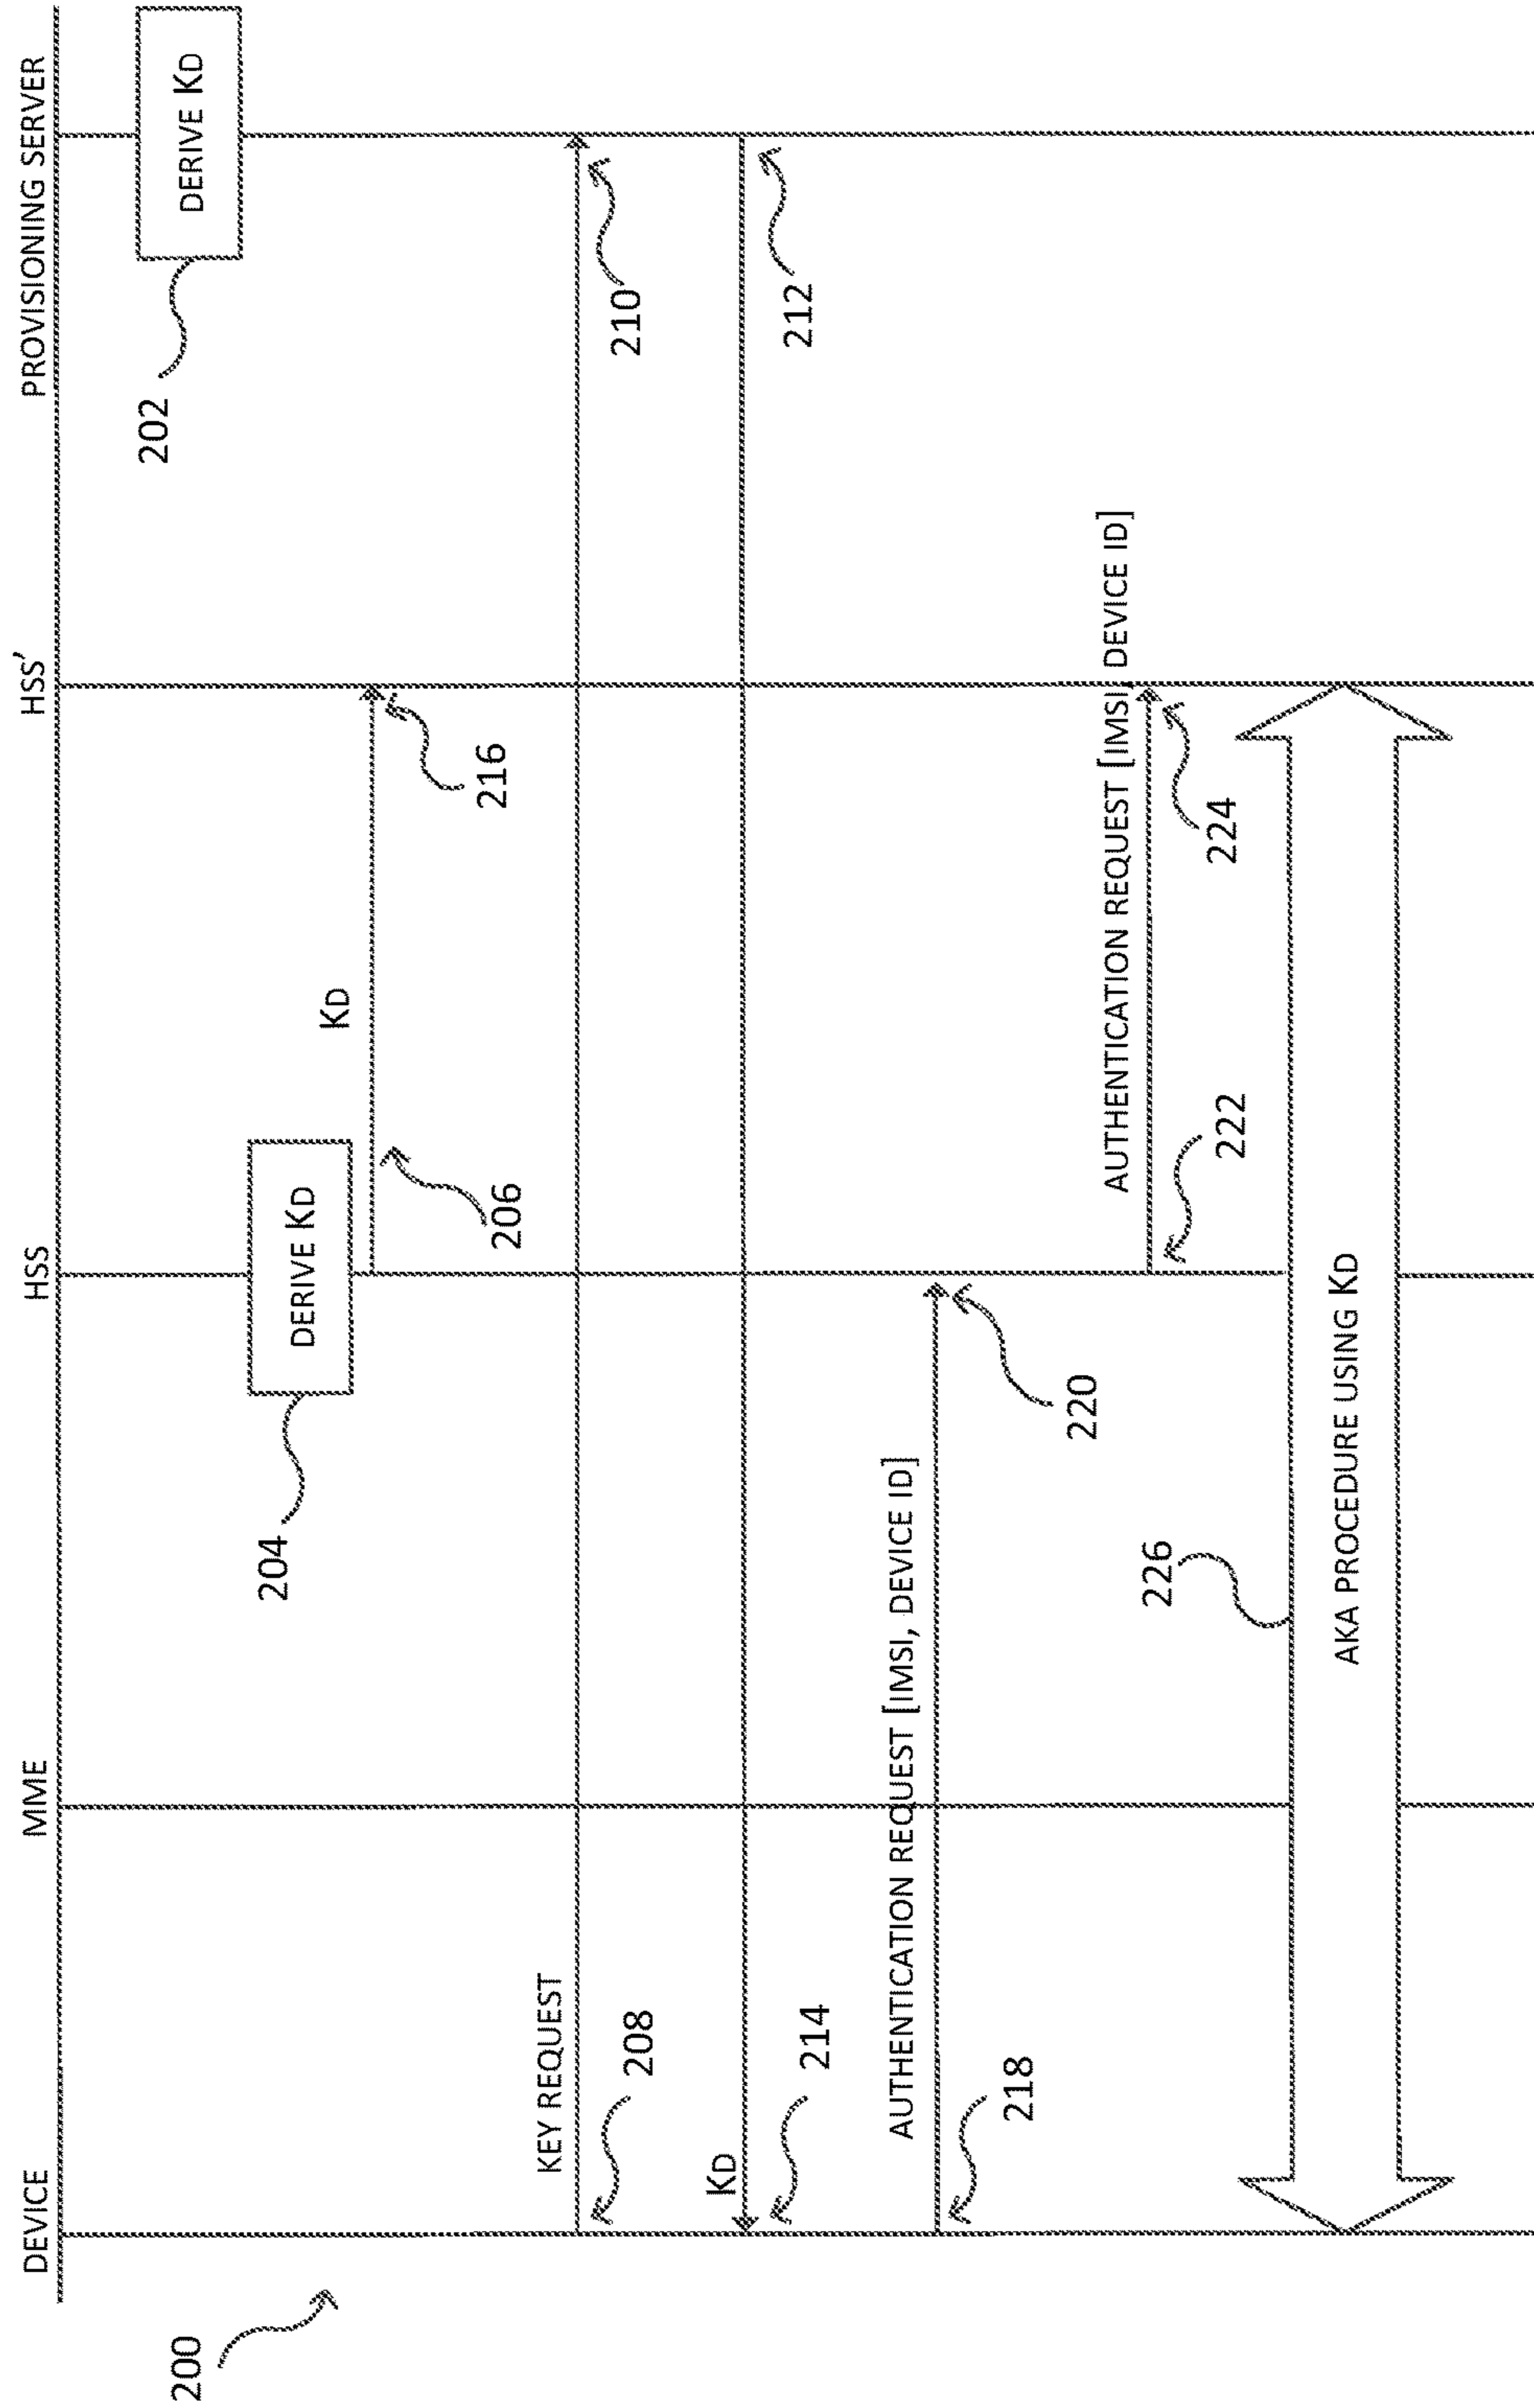 DEVICE
MME
HSS
HSS'
PROVISIONING SERVER
200
DERIVE KD
202
DERIVE KD
204
KD
206
216
KEY REQUEST
208
210
KD
214
212
AUTHENTICATION REQUEST [IMSI, DEVICE ID]
218
220
AUTHENTICATION REQUEST [IMSI, DEVICE ID]
222
224
226
AKA PROCEDURE USING KD